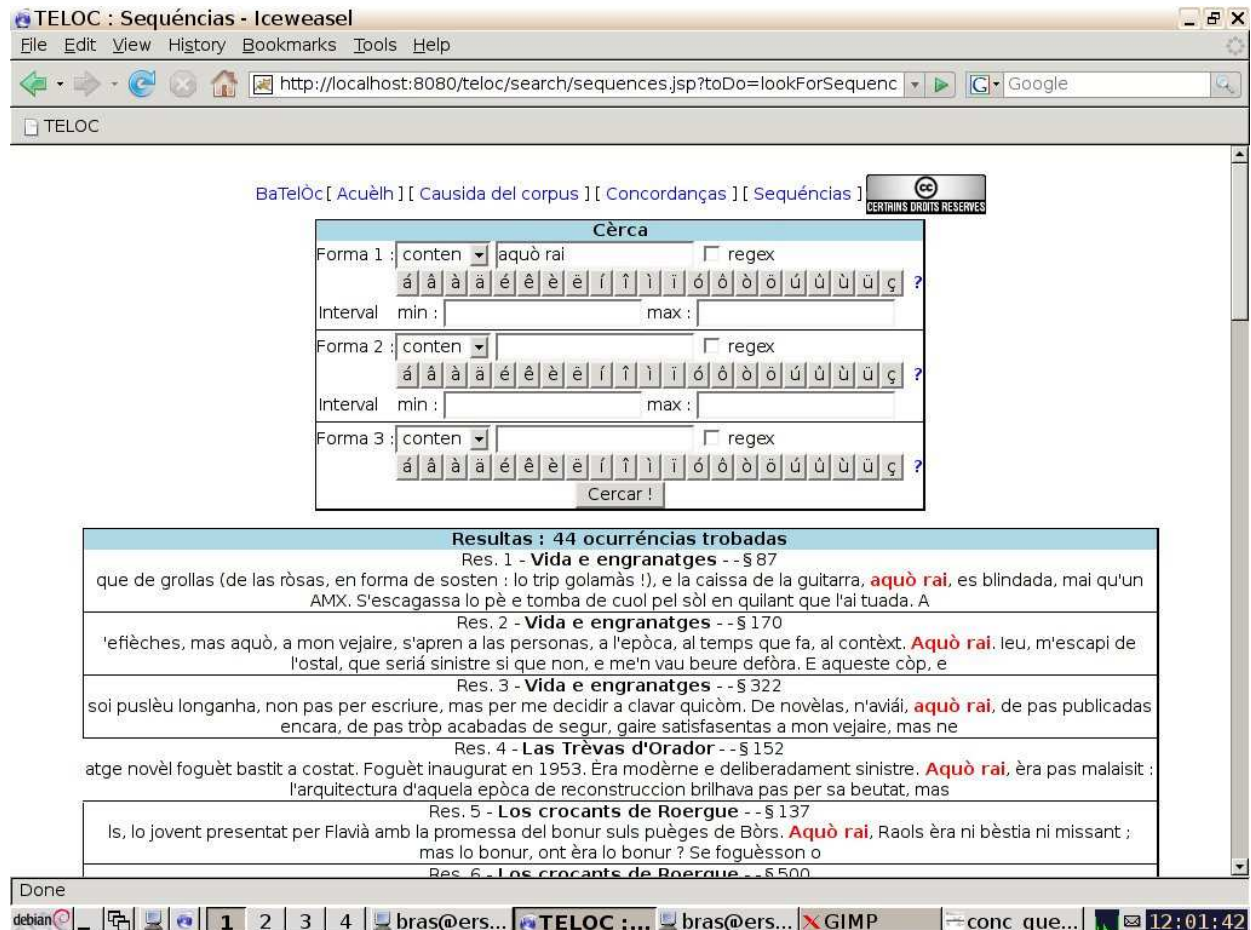 TELOC : Sequéncias - Iceweasel
File Edit View History Bookmarks Tools Help
http://localhost:8080/teloc/search/sequences.jsp?toDo=lookForSequenc G Google
TELOC
BaTelÒc [ Acuèlh ] [ Causida del corpus ] [ Concordanças ] [ Sequéncias ] cc CERTAINS DROITS RESERVES
Cèrca
Forma 1 : conten aquò rai regex
á â à ä é ê è ë í î ì ï ó ô ò ö ú û ù ü ç ?
Interval min : max :
Forma 2 : conten regex
á â à ä é ê è ë í î ì ï ó ô ò ö ú û ù ü ç ?
Interval min : max :
Forma 3 : conten regex
á â à ä é ê è ë í î ì ï ó ô ò ö ú û ù ü ç ?
Cercar !
Resultas : 44 ocurréncias trobadas
Res. 1 - Vida e engranatges - - § 87
que de grollas (de las ròsas, en forma de sosten : lo trip golamàs !), e la caissa de la guitarra, aquò rai, es blindada, mai qu'un
AMX. S'escagassa lo pè e tomba de cuol pel sòl en quilant que l'ai tuada. A
Res. 2 - Vida e engranatges - - § 170
'efièches, mas aquò, a mon vejaire, s'apren a las personas, a l'epòca, al temps que fa, al contèxt. Aquò rai. Ieu, m'escapi de
l'ostal, que seriá sinistre si que non, e me'n vau beure defòra. E aqueste còp, e
Res. 3 - Vida e engranatges - - § 322
soi puslèu longanha, non pas per escriure, mas per me decidir a clavar quicòm. De novèlas, n'aviái, aquò rai, de pas publicadas
encara, de pas tròp acabadas de segur, gaire satisfasentas a mon vejaire, mas ne
Res. 4 - Las Trèvas d'Orador - - § 152
atge novèl foguèt bastit a costat. Foguèt inaugurat en 1953. Èra modèrne e deliberadament sinistre. Aquò rai, èra pas malaisit :
l'arquitectura d'aquela epòca de reconstruccion brilhava pas per sa beutat, mas
Res. 5 - Los crocants de Roergue - - § 137
ls, lo jovent presentat per Flavià amb la promessa del bonur suls puèges de Bòrs. Aquò rai, Raols èra ni bèstia ni missant ;
mas lo bonur, ont èra lo bonur ? Se foguèsson o
Res. 6 - Los crocants de Roergue - - § 500
Done
debian 1 2 3 4 bras@ers... TELOC :... bras@ers... GIMP conc_que... 12:01:42